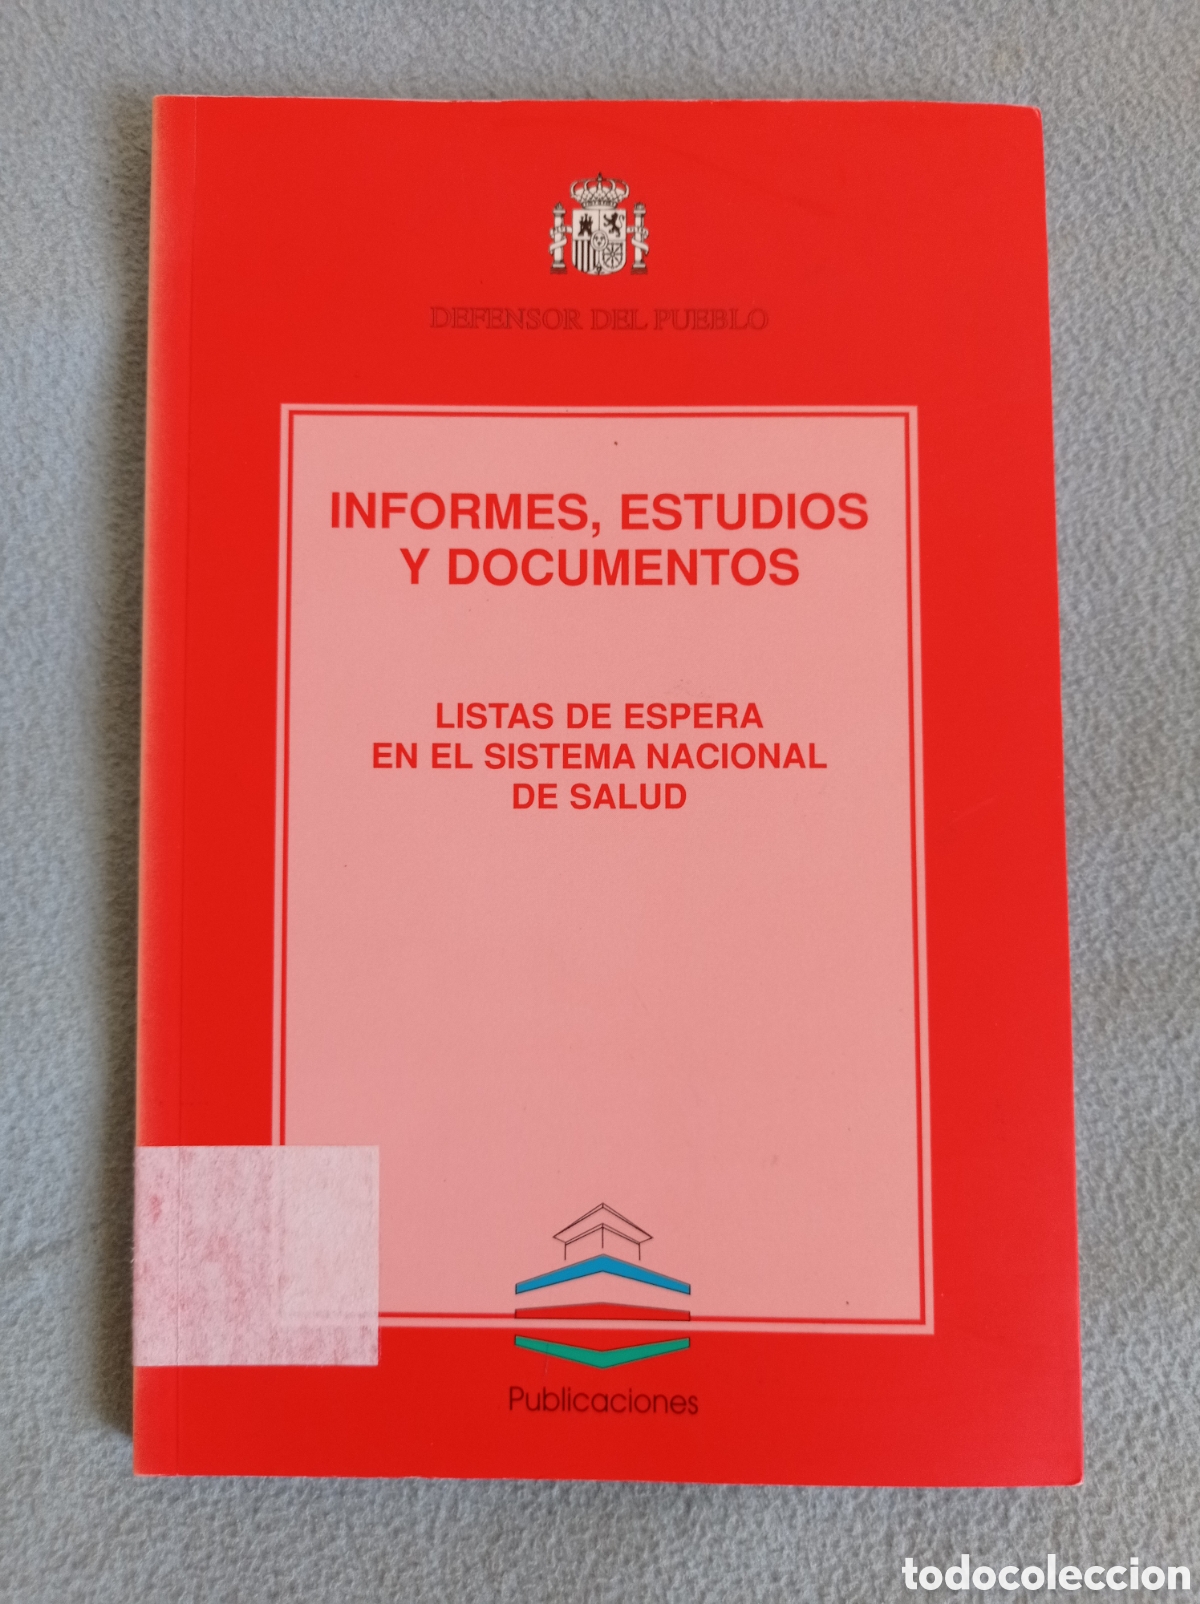 DEFENSOR DEL PUEBLO
INFORMES, ESTUDIOS
Y DOCUMENTOS
LISTAS DE ESPERA
EN EL SISTEMA NACIONAL
DE SALUD
Publicaciones
todocoleccion